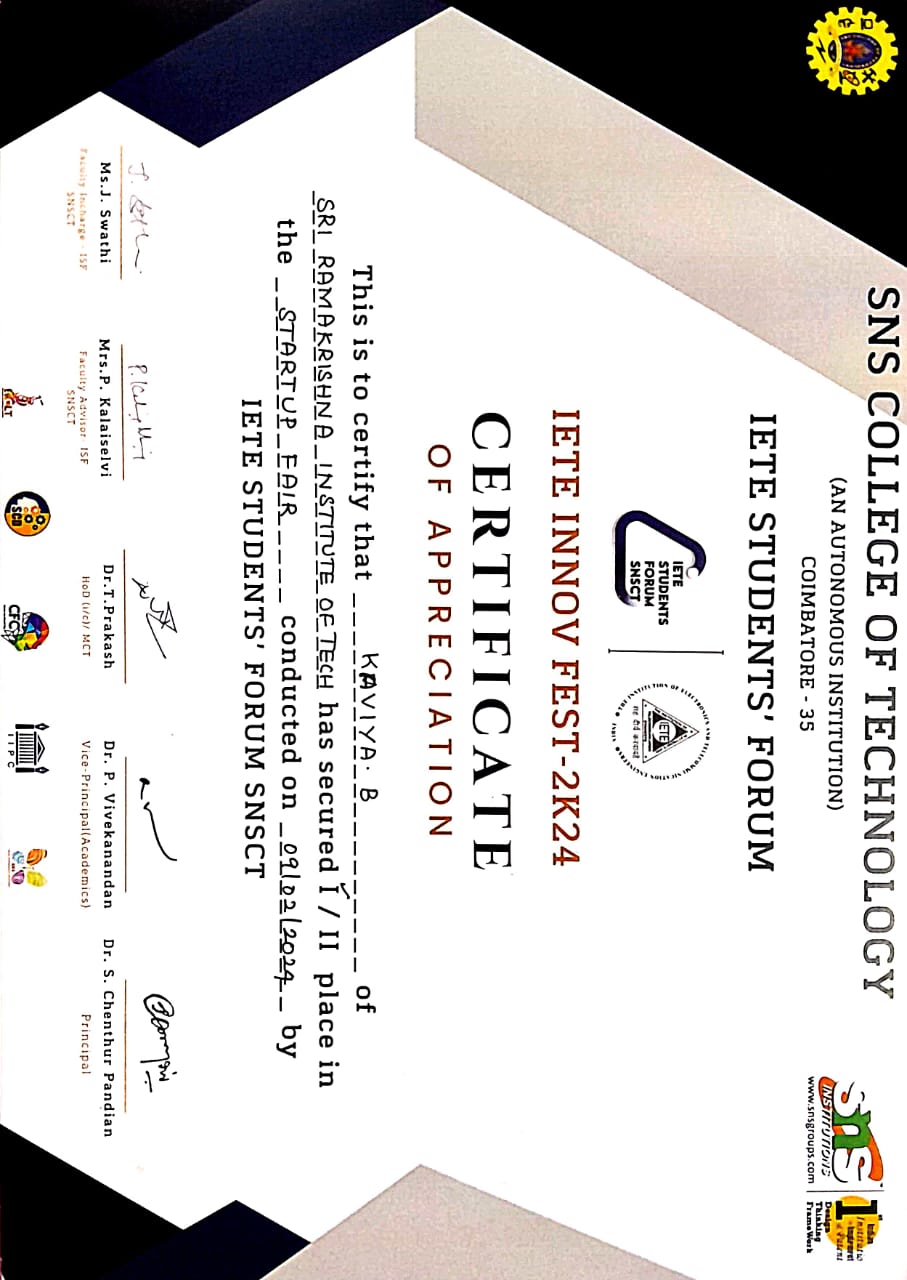 SNS COLLEGE OF TECHNOLOGY
(AN AUTONOMOUS INSTITUTION)
COIMBATORE - 35
SNS
INSTITUTIONS
www.snsgroups.com
Design
Thinking
FrameWork
IETE STUDENTS' FORUM
IETE
STUDENTS
FORUM
SNSCT
THE INSTITUTION OF ELECTRONICS AND TELECOMMUNICATION ENGINEERS
INDIA
IETE
IETE INNOV FEST-2K24
CERTIFICATE
OF APPRECIATION
This is to certify that KAVIYA. B of
SRI RAMAKRISHNA INSTITUTE OF TECH has secured I / II place in
the STARTUP FAIR conducted on 09/02/2024 by
IETE STUDENTS' FORUM SNSCT
Ms.J. Swathi
Faculty Incharge - ISF
SNSCT
Mrs.P. Kalaiselvi
Faculty Advisor ISF
SNSCT
Dr.T.Prakash
HoD (i/c)/ MCT
Dr. P. Vivekanandan
Vice-Principal(Academics)
Dr. S. Chenthur Pandian
Principal
SCD
CFC
IIPC